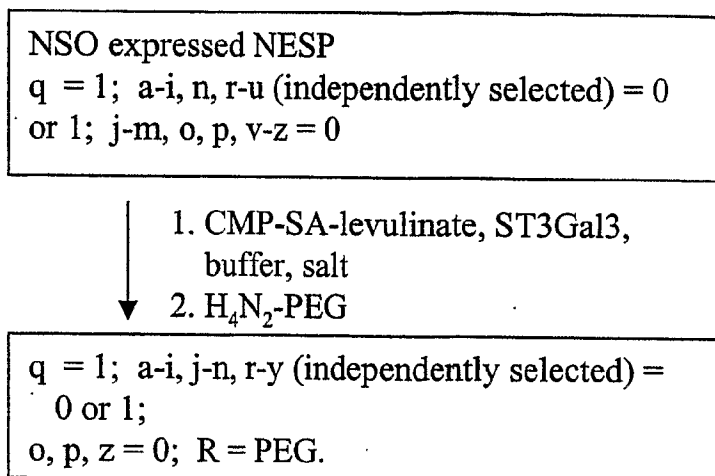 NSO expressed NESP
q = 1; a-i, n, r-u (independently selected) = 0
or 1; j-m, o, p, v-z = 0
1. CMP-SA-levulinate, ST3Gal3,
buffer, salt
2. H₄N₂-PEG
q = 1; a-i, j-n, r-y (independently selected) =
0 or 1;
o, p, z = 0; R = PEG.